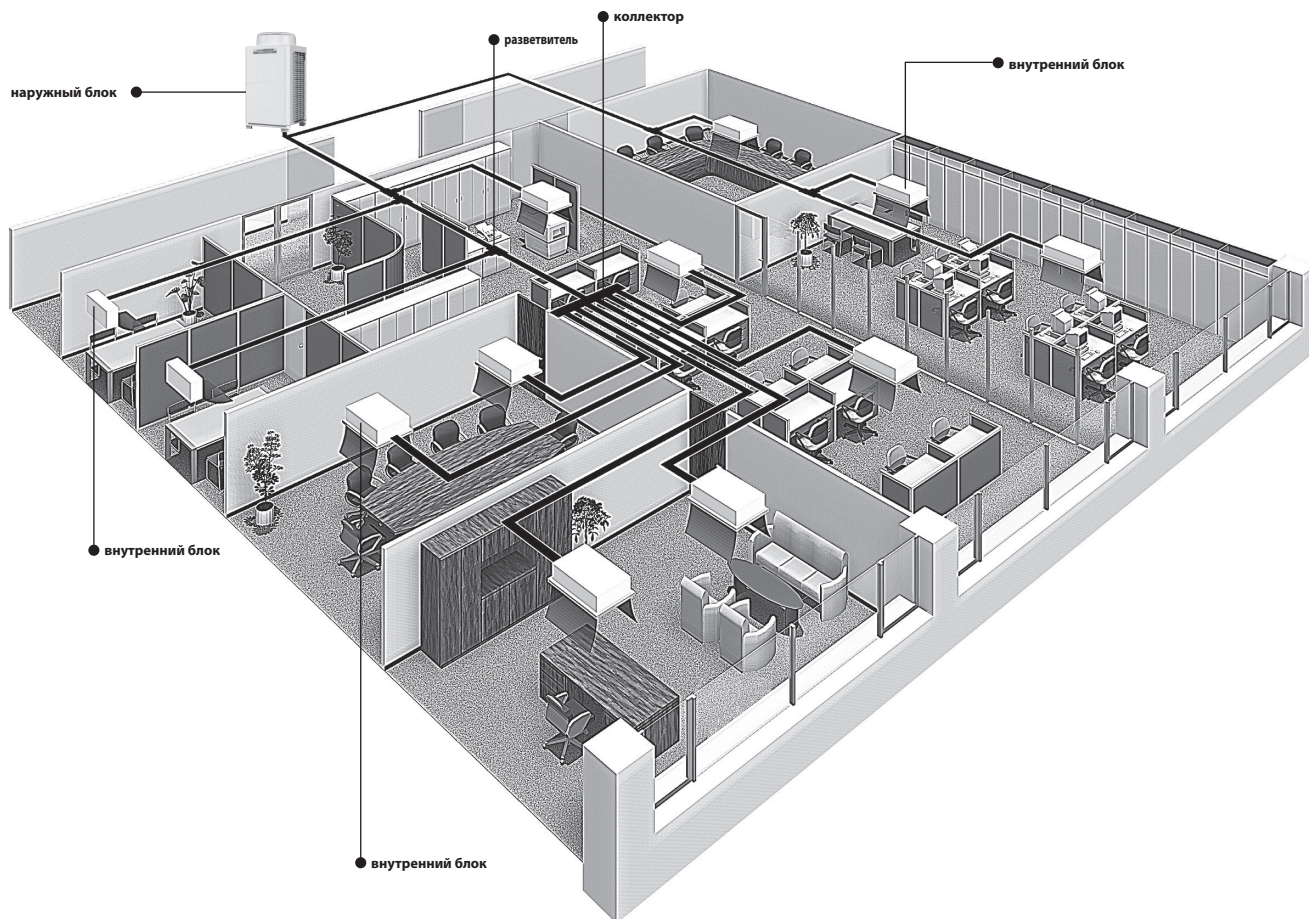 коллектор
разветвитель
внутренний блок
наружный блок
внутренний блок
внутренний блок